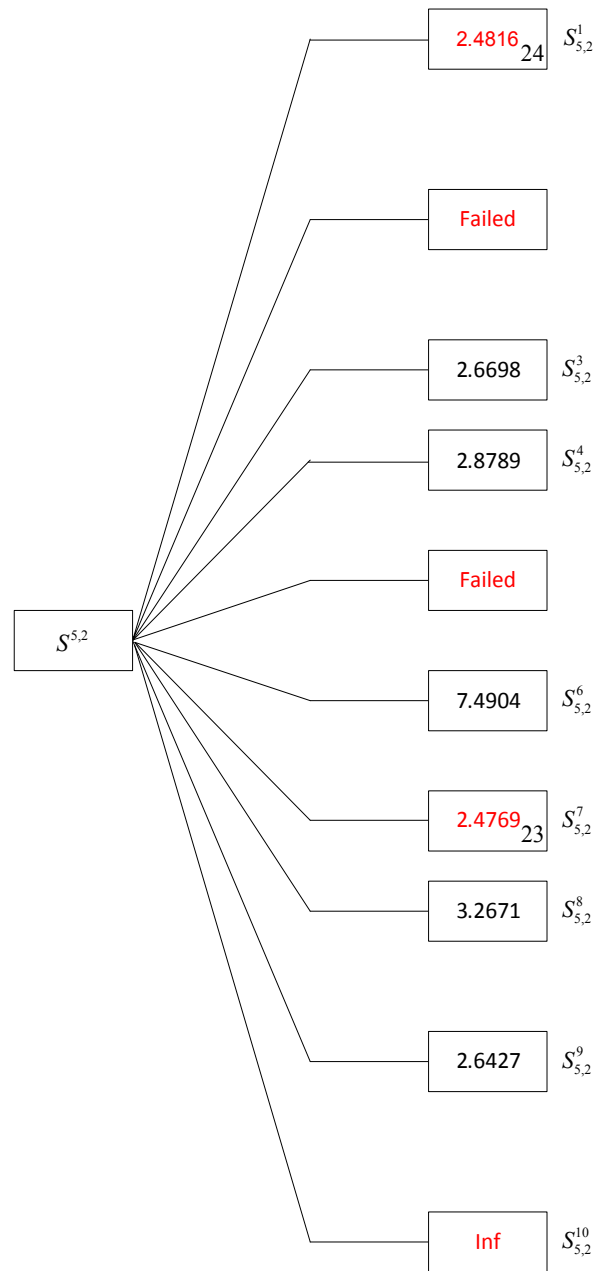 2.4816 24 S^1_{5,2}
Failed
2.6698 S^3_{5,2}
2.8789 S^4_{5,2}
Failed
S^{5,2}
7.4904 S^6_{5,2}
2.4769 23 S^7_{5,2}
3.2671 S^8_{5,2}
2.6427 S^9_{5,2}
Inf S^{10}_{5,2}